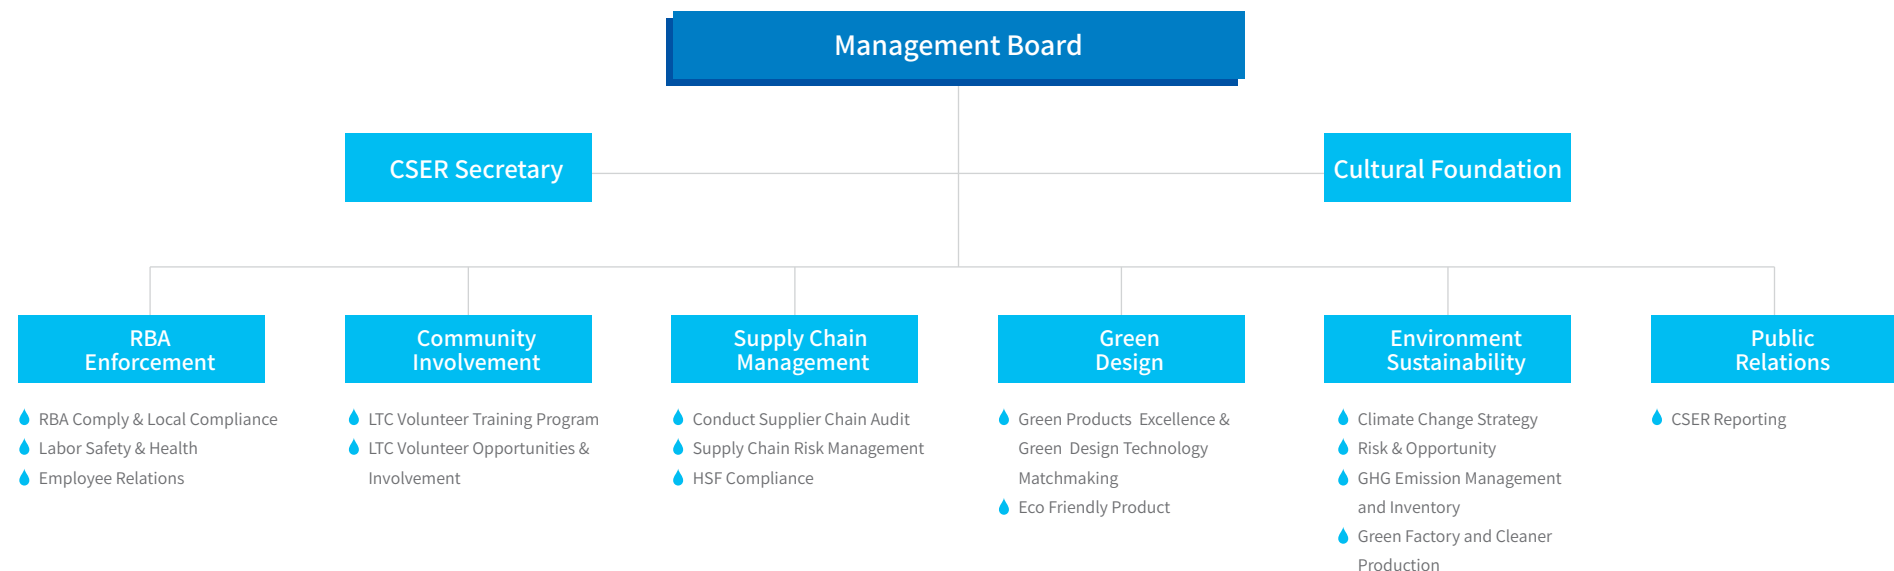 Management Board
CSER Secretary
Cultural Foundation
RBA
Enforcement
RBA Comply & Local Compliance
Labor Safety & Health
Employee Relations
Community
Involvement
LTC Volunteer Training Program
LTC Volunteer Opportunities &
Involvement
Supply Chain
Management
Conduct Supplier Chain Audit
Supply Chain Risk Management
HSF Compliance
Green
Design
Green Products Excellence &
Green Design Technology
Matchmaking
Eco Friendly Product
Environment
Sustainability
Climate Change Strategy
Risk & Opportunity
GHG Emission Management
and Inventory
Green Factory and Cleaner
Production
Public
Relations
CSER Reporting